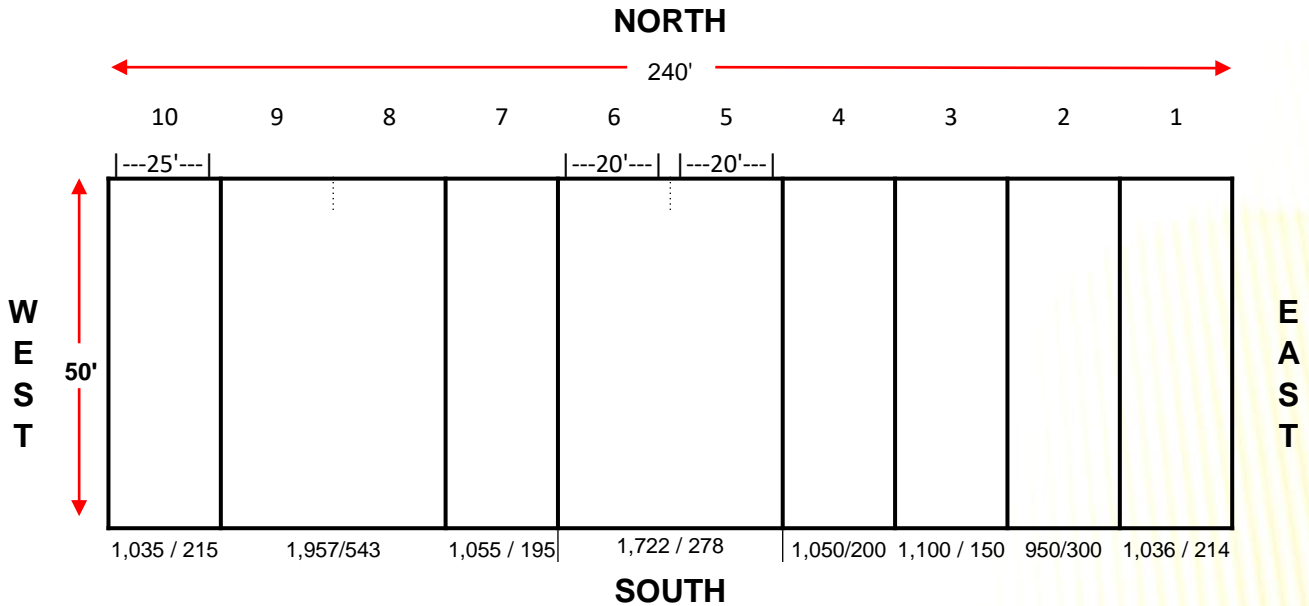 NORTH
240'
10 9 8 7 6 5 4 3 2 1
|---25'---| |---20'---| |---20'---|
WEST
50'
EAST
1,035 / 215 1,957/543 1,055 / 195 1,722 / 278 1,050/200 1,100 / 150 950/300 1,036 / 214
SOUTH